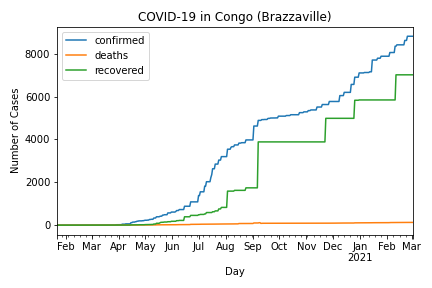 COVID-19 in Congo (Brazzaville)
confirmed
deaths
recovered
Number of Cases
8000
6000
4000
2000
0
Feb Mar Apr May Jun Jul Aug Sep Oct Nov Dec Jan Feb Mar
2021
Day